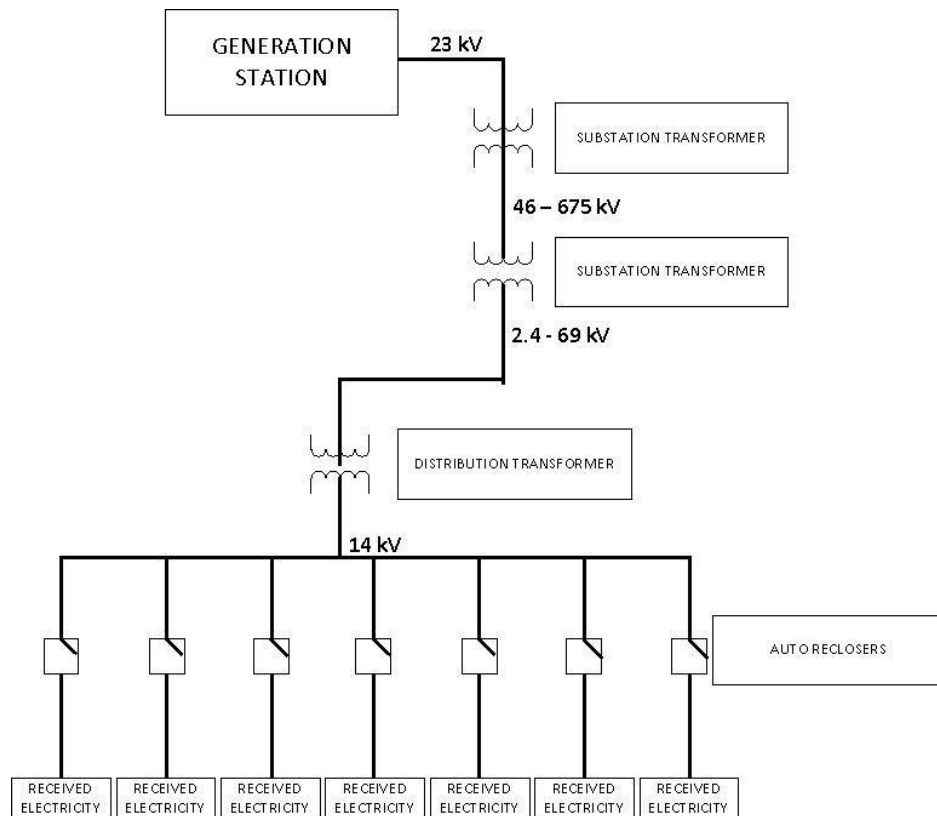 GENERATION
STATION
23 kV
SUBSTATION TRANSFORMER
46 – 675 kV
SUBSTATION TRANSFORMER
2.4 - 69 kV
DISTRIBUTION TRANSFORMER
14 kV
AUTO RECLOSERS
RECEIVED
ELECTRICITY
RECEIVED
ELECTRICITY
RECEIVED
ELECTRICITY
RECEIVED
ELECTRICITY
RECEIVED
ELECTRICITY
RECEIVED
ELECTRICITY
RECEIVED
ELECTRICITY